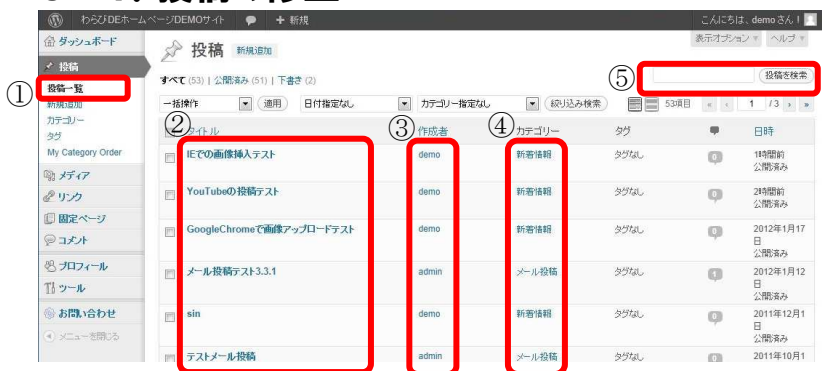 わらびDEホームページDEMOサイト + 新規 こんにちは、demo さん!
ダッシュボード
投稿
投稿一覧
新規追加
カテゴリー
タグ
My Category Order
メディア
リンク
固定ページ
コメント
プロフィール
ツール
お問い合わせ
メニューを閉じる
表示オプション ヘルプ
投稿 新規追加
すべて (53) | 公開済み (51) | 下書き (2)
⑤ 投稿を検索
①
一括操作 適用 日付指定なし カテゴリー指定なし 絞り込み検索 53項目 « ‹ 1 / 3 › »
② タイトル ③ 作成者 ④ カテゴリー タグ 日時
IEでの画像挿入テスト demo 新着情報 タグなし 0 1時間前
公開済み
YouTubeの投稿テスト demo 新着情報 タグなし 0 2時間前
公開済み
GoogleChromeで画像アップロードテスト demo 新着情報 タグなし 0 2012年1月17
日
公開済み
メール投稿テスト3.3.1 admin メール投稿 タグなし 1 2012年1月12
日
公開済み
sin demo 新着情報 タグなし 0 2011年12月1
日
公開済み
テストメール投稿 admin メール投稿 タグなし 0 2011年10月1